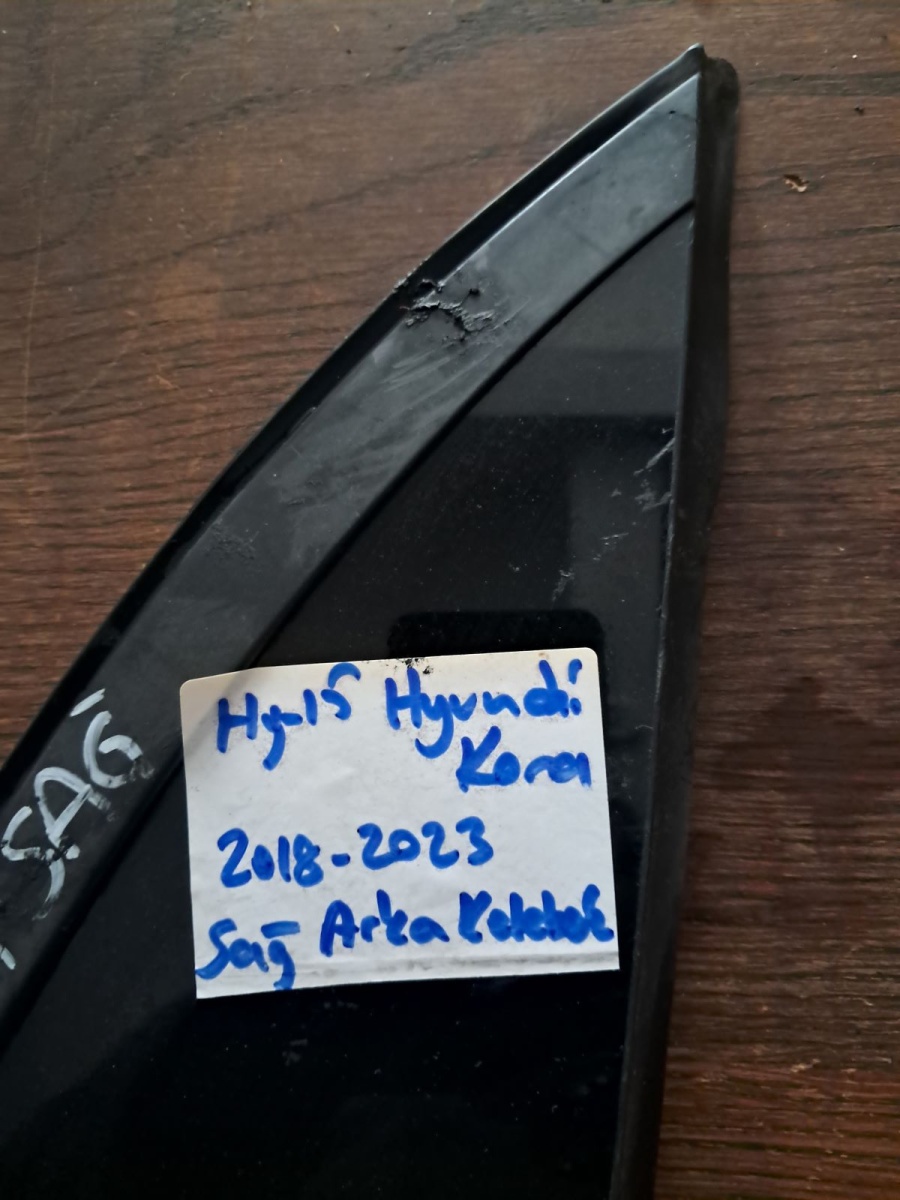 Hy-15 Hyundai
Kona
2018-2023
Sağ Arka Kelebek
SAĞ